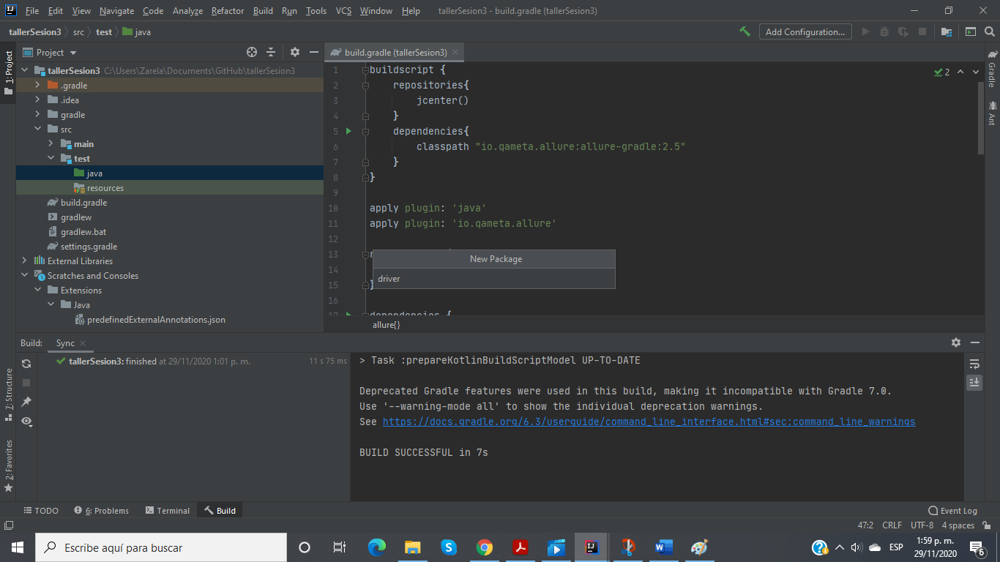 File Edit View Navigate Code Analyze Refactor Build Run Tools VCS Window Help tallerSesion3 - build.gradle (tallerSesion3)
tallerSesion3 src test java Add Configuration...
Project build.gradle (tallerSesion3)
1: Project
Gradle
Ant
tallerSesion3 C:\Users\Zarela\Documents\GitHub\tallerSesion3
.gradle
.idea
gradle
src
main
test
java
resources
build.gradle
gradlew
gradlew.bat
settings.gradle
External Libraries
Scratches and Consoles
Extensions
Java
predefinedExternalAnnotations.json
2
1 buildscript {
2 repositories{
3 jcenter()
4 }
5 dependencies{
6 classpath "io.qameta.allure:allure-gradle:2.5"
7 }
8 }
9
10 apply plugin: 'java'
11 apply plugin: 'io.qameta.allure'
12
13
14
15 }
16
17 dependencies {
New Package
driver
allure{}
Build: Sync
tallerSesion3: finished at 29/11/2020 1:01 p. m. 11 s 75 ms
> Task :prepareKotlinBuildScriptModel UP-TO-DATE
Deprecated Gradle features were used in this build, making it incompatible with Gradle 7.0.
Use '--warning-mode all' to show the individual deprecation warnings.
See https://docs.gradle.org/6.3/userguide/command_line_interface.html#sec:command_line_warnings
BUILD SUCCESSFUL in 7s
7: Structure
2: Favorites
TODO 6: Problems Terminal Build Event Log
47:2 CRLF UTF-8 4 spaces
Escribe aquí para buscar
ESP
1:59 p. m.
29/11/2020
6